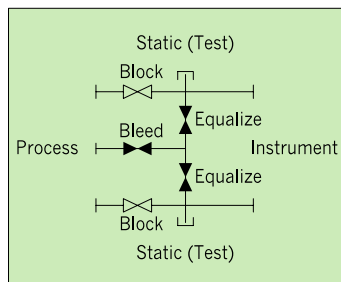 Static (Test)
Block
Equalize
Bleed
Process
Instrument
Equalize
Block
Static (Test)